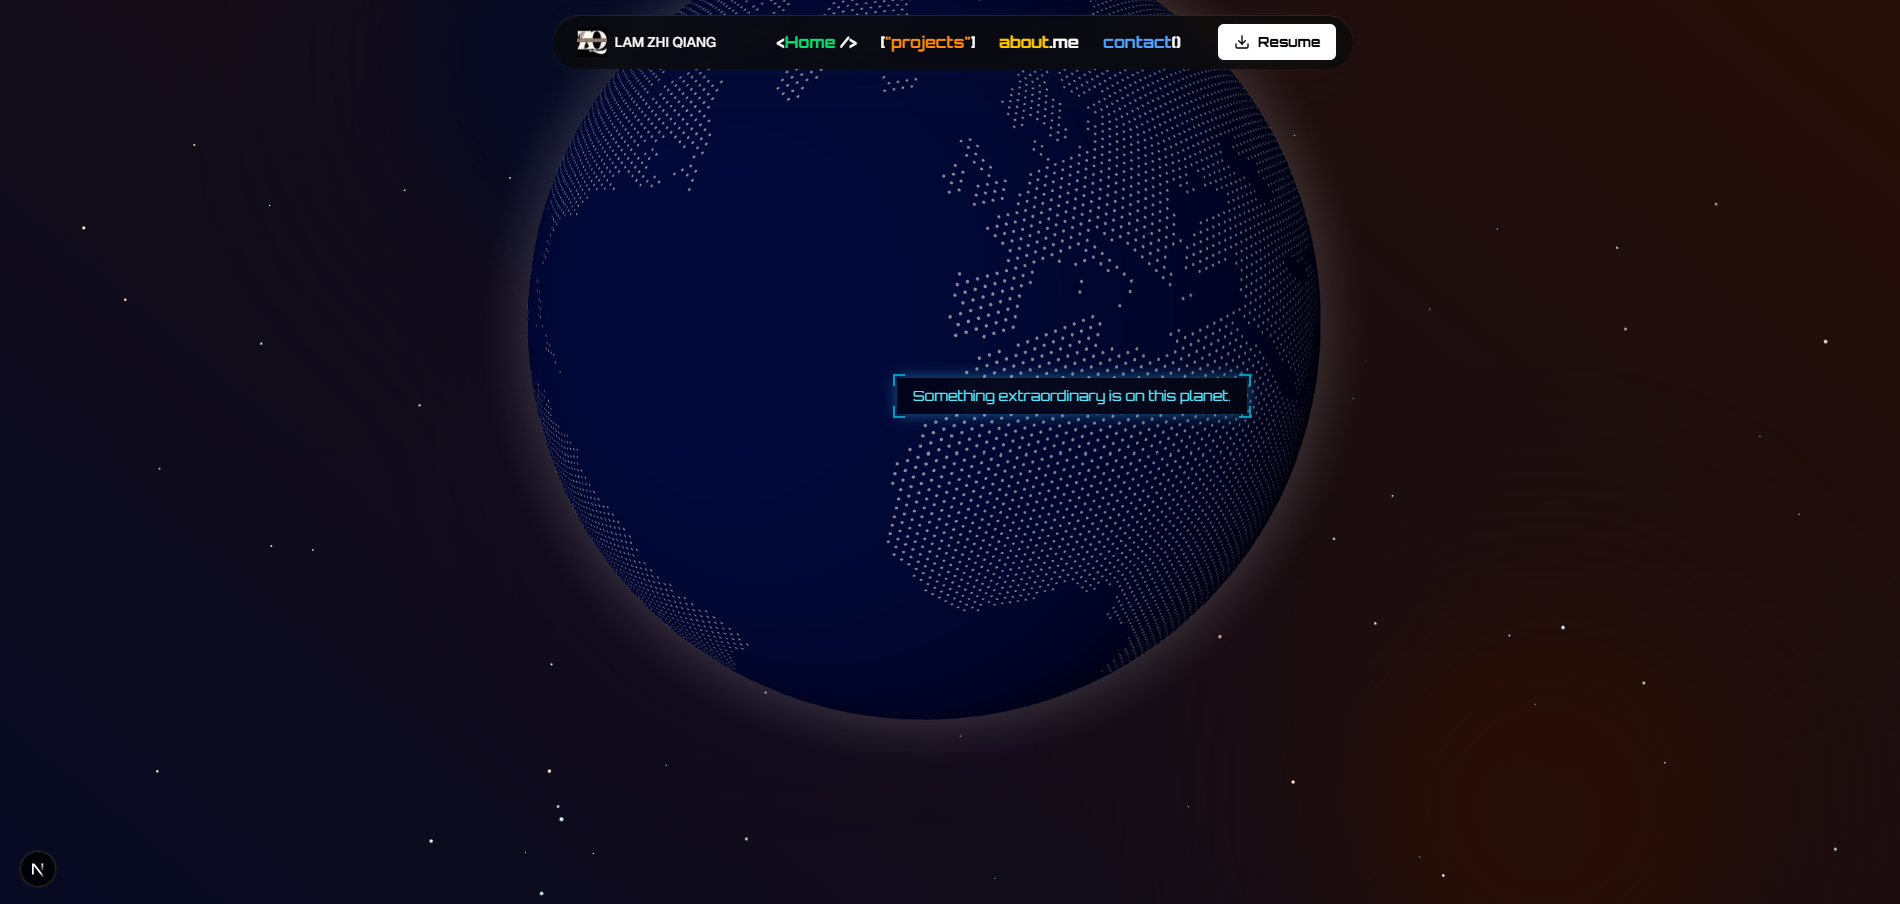 ZQ LAM ZHI QIANG <Home /> ["projects"] about.me contact() Resume
Something extraordinary is on this planet.
N